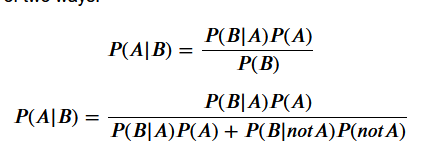 P(A|B) = P(B|A)P(A) / P(B)
P(A|B) = P(B|A)P(A) / P(B|A)P(A) + P(B|not A)P(not A)